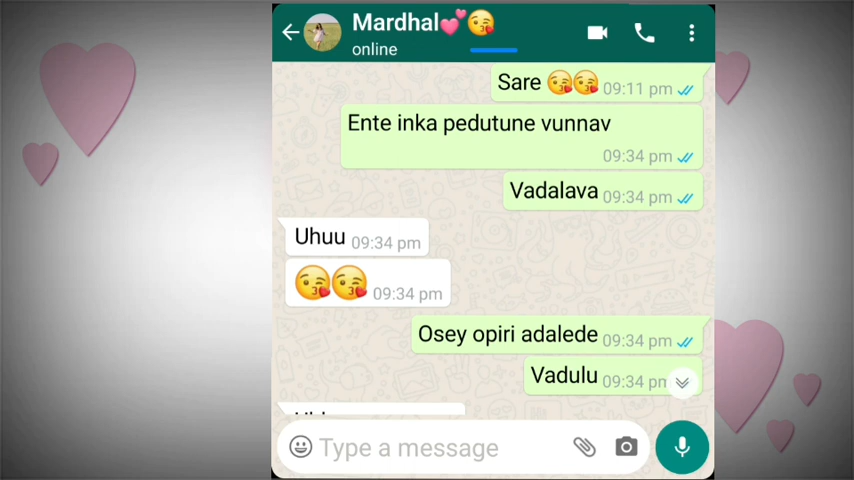 Mardhal💕😘
online
Sare 😘😘 09:11 pm
Ente inka pedutune vunnav
09:34 pm
Vadalava 09:34 pm
Uhuu 09:34 pm
😘😘 09:34 pm
Osey opiri adalede 09:34 pm
Vadulu 09:34 pm
Type a message